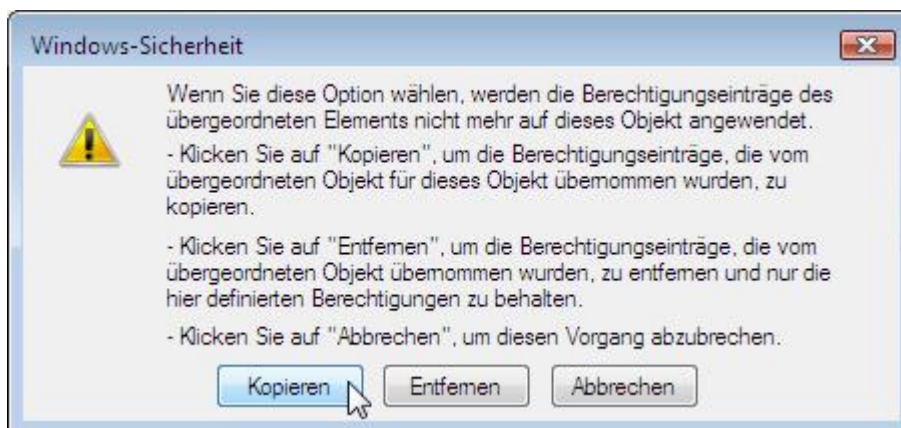 Windows-Sicherheit
Wenn Sie diese Option wählen, werden die Berechtigungseinträge des
übergeordneten Elements nicht mehr auf dieses Objekt angewendet.
- Klicken Sie auf "Kopieren", um die Berechtigungseinträge, die vom
übergeordneten Objekt für dieses Objekt übernommen wurden, zu
kopieren.
- Klicken Sie auf "Entfernen", um die Berechtigungseinträge, die vom
übergeordneten Objekt übernommen wurden, zu entfernen und nur die
hier definierten Berechtigungen zu behalten.
- Klicken Sie auf "Abbrechen", um diesen Vorgang abzubrechen.
Kopieren Entfernen Abbrechen